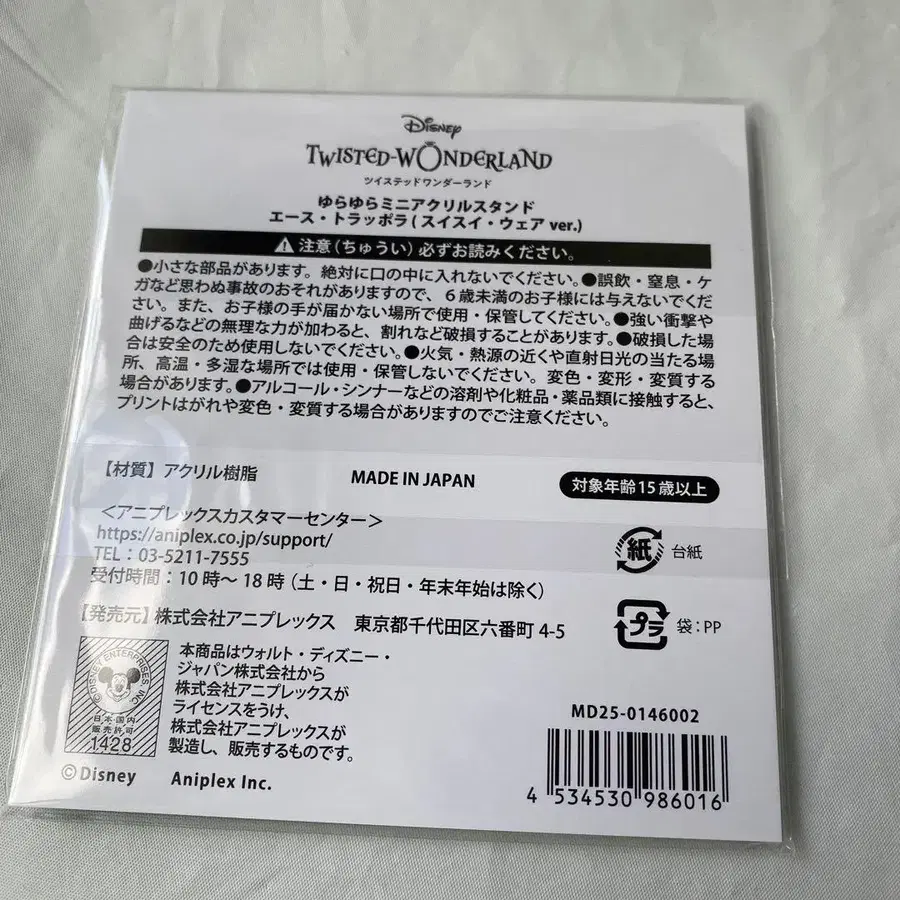 Disney
TWISTED-WONDERLAND
ツイステッドワンダーランド
ゆらゆらミニアクリルスタンド
エース・トラッポラ(スイスイ・ウェア ver.)
注意(ちゅうい)必ずお読みください。
●小さな部品があります。絶対に口の中に入れないでください。●誤飲・窒息・ケ
ガなど思わぬ事故のおそれがありますので、6歳未満のお子様には与えないでくだ
さい。また、お子様の手が届かない場所で使用・保管してください。●強い衝撃や
曲げるなどの無理な力が加わると、割れなど破損することがあります。●破損した場
合は安全のため使用しないでください。●火気・熱源の近くや直射日光の当たる場
所、高温・多湿な場所では使用・保管しないでください。変色・変形・変質する
場合があります。●アルコール・シンナーなどの溶剤や化粧品・薬品類に接触すると、
プリントはがれや変色・変質する場合がありますのでご注意ください。
【材質】アクリル樹脂 MADE IN JAPAN 対象年齢15歳以上
<アニプレックスカスタマーセンター>
https://aniplex.co.jp/support/
TEL:03-5211-7555
受付時間:10時~18時(土・日・祝日・年末年始は除く)
紙 台紙
【発売元】株式会社アニプレックス 東京都千代田区六番町 4-5
プラ 袋:PP
©DISNEY ENTERPRISES, INC
日本国内
販売許可
1428
本商品はウォルト・ディズニー・
ジャパン株式会社から
株式会社アニプレックスが
ライセンスをうけ、
株式会社アニプレックスが
製造し、販売するものです。
©Disney Aniplex Inc.
MD25-0146002
4 534530 986016